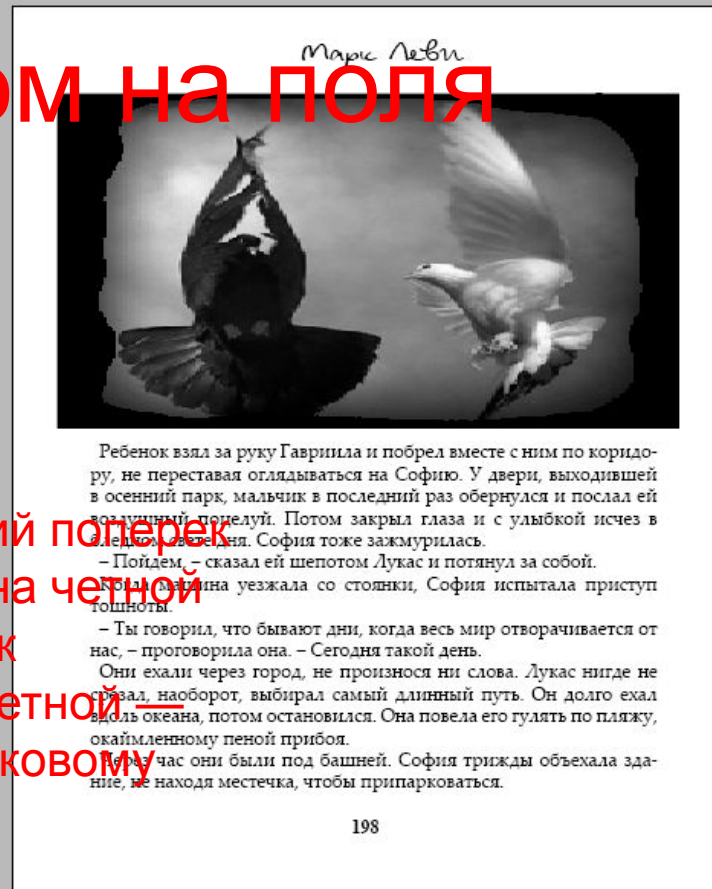 Марк Леви
ом на поля
Ребенок взял за руку Гавриила и побрел вместе с ним по коридо-
ру, не переставая оглядываться на Софию. У двери, выходившей
в осенний парк, мальчик в последний раз обернулся и послал ей
воздушный поцелуй. Потом закрыл глаза и с улыбкой исчез в
бледном свете дня. София тоже зажмурилась.
– Пойдем, – сказал ей шепотом Лукас и потянул за собой.
Когда машина уезжала со стоянки, София испытала приступ
тошноты.
– Ты говорил, что бывают дни, когда весь мир отворачивается от
нас, – проговорила она. – Сегодня такой день.
Они ехали через город, не произнося ни слова. Лукас нигде не
срезал, наоборот, выбирал самый длинный путь. Он долго ехал
вдоль океана, потом остановился. Она повела его гулять по пляжу,
окаймленному пеной прибоя.
Через час они были под башней. София трижды объехала зда-
ние, не находя местечка, чтобы припарковаться.
ий поперек
на четной
к
етной —
ковому
198